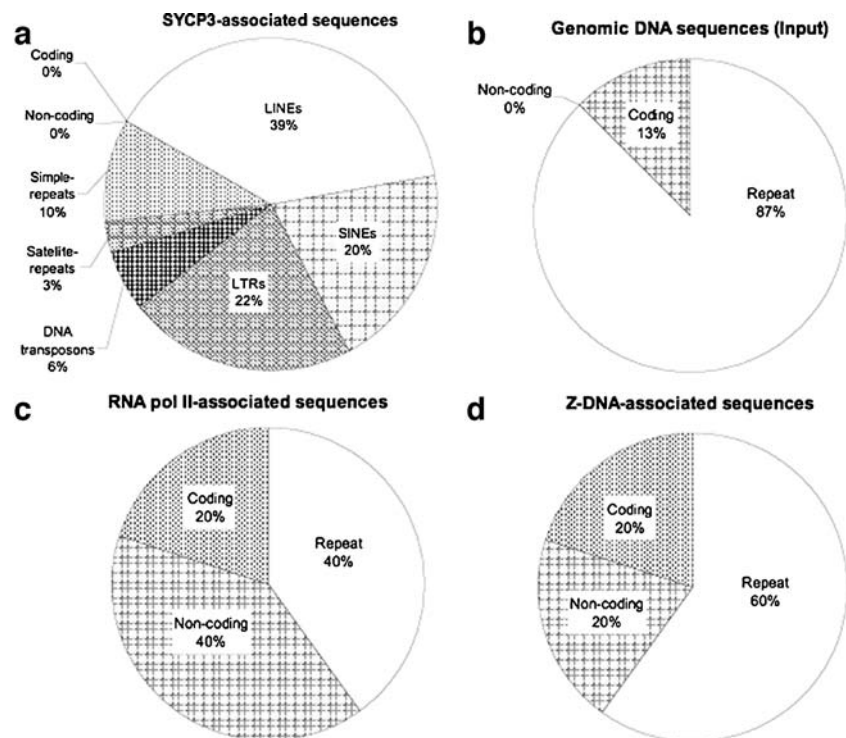 a
SYCP3-associated sequences
Coding
0%
Non-coding
0%
Simple-
repeats
10%
Satelite-
repeats
3%
DNA
transposons
6%
LINEs
39%
SINEs
20%
LTRs
22%
b
Genomic DNA sequences (Input)
Non-coding
0%
Coding
13%
Repeat
87%
c
RNA pol II-associated sequences
Coding
20%
Repeat
40%
Non-coding
40%
d
Z-DNA-associated sequences
Coding
20%
Non-coding
20%
Repeat
60%